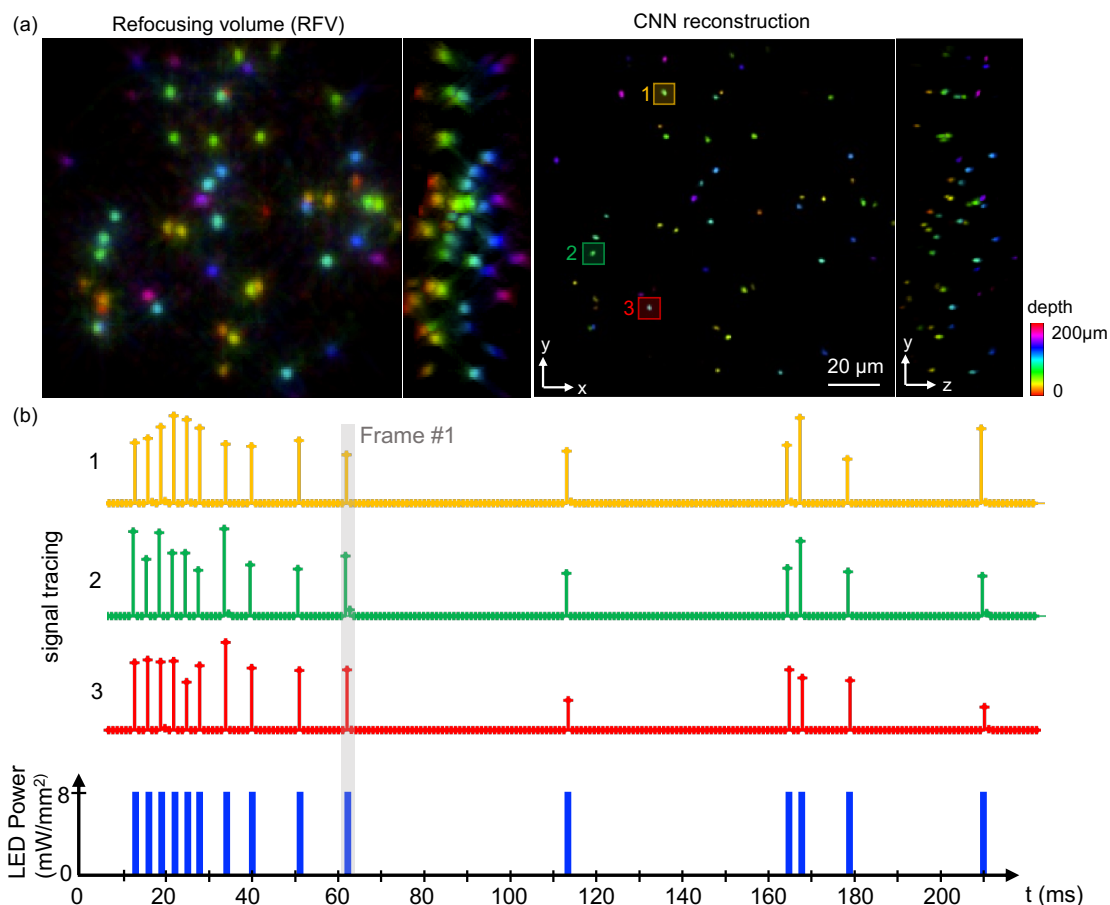 (a)
Refocusing volume (RFV)
CNN reconstruction
1
2
3
y
x
20 µm
y
z
depth
200µm
0
(b)
Frame #1
1
2
3
signal tracing
LED Power
(mW/mm²)
8
0
0 20 40 60 80 100 120 140 160 180 200 t (ms)